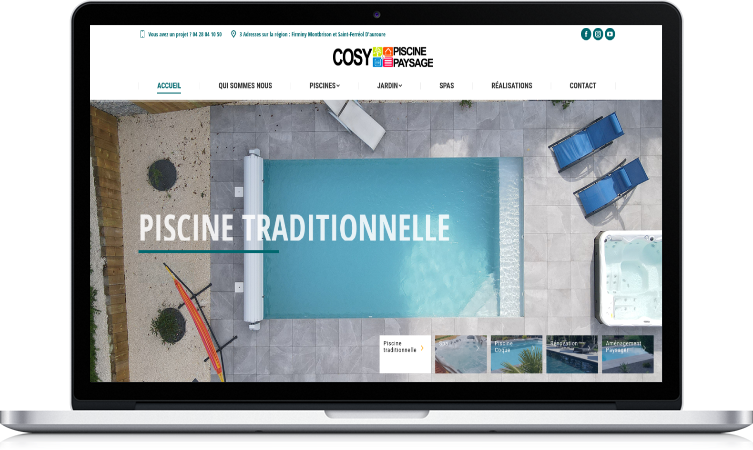 Vous avez un projet ? 04 28 04 10 50
3 Adresses sur la région : Firminy Montbrison et Saint-Ferréol D'auroure
COSY PISCINE PAYSAGE
ACCUEIL QUI SOMMES NOUS PISCINES JARDIN SPAS RÉALISATIONS CONTACT
PISCINE TRADITIONNELLE
Piscine traditionnelle
Spa
Piscine Coque
Rénovation
Aménagement Paysager